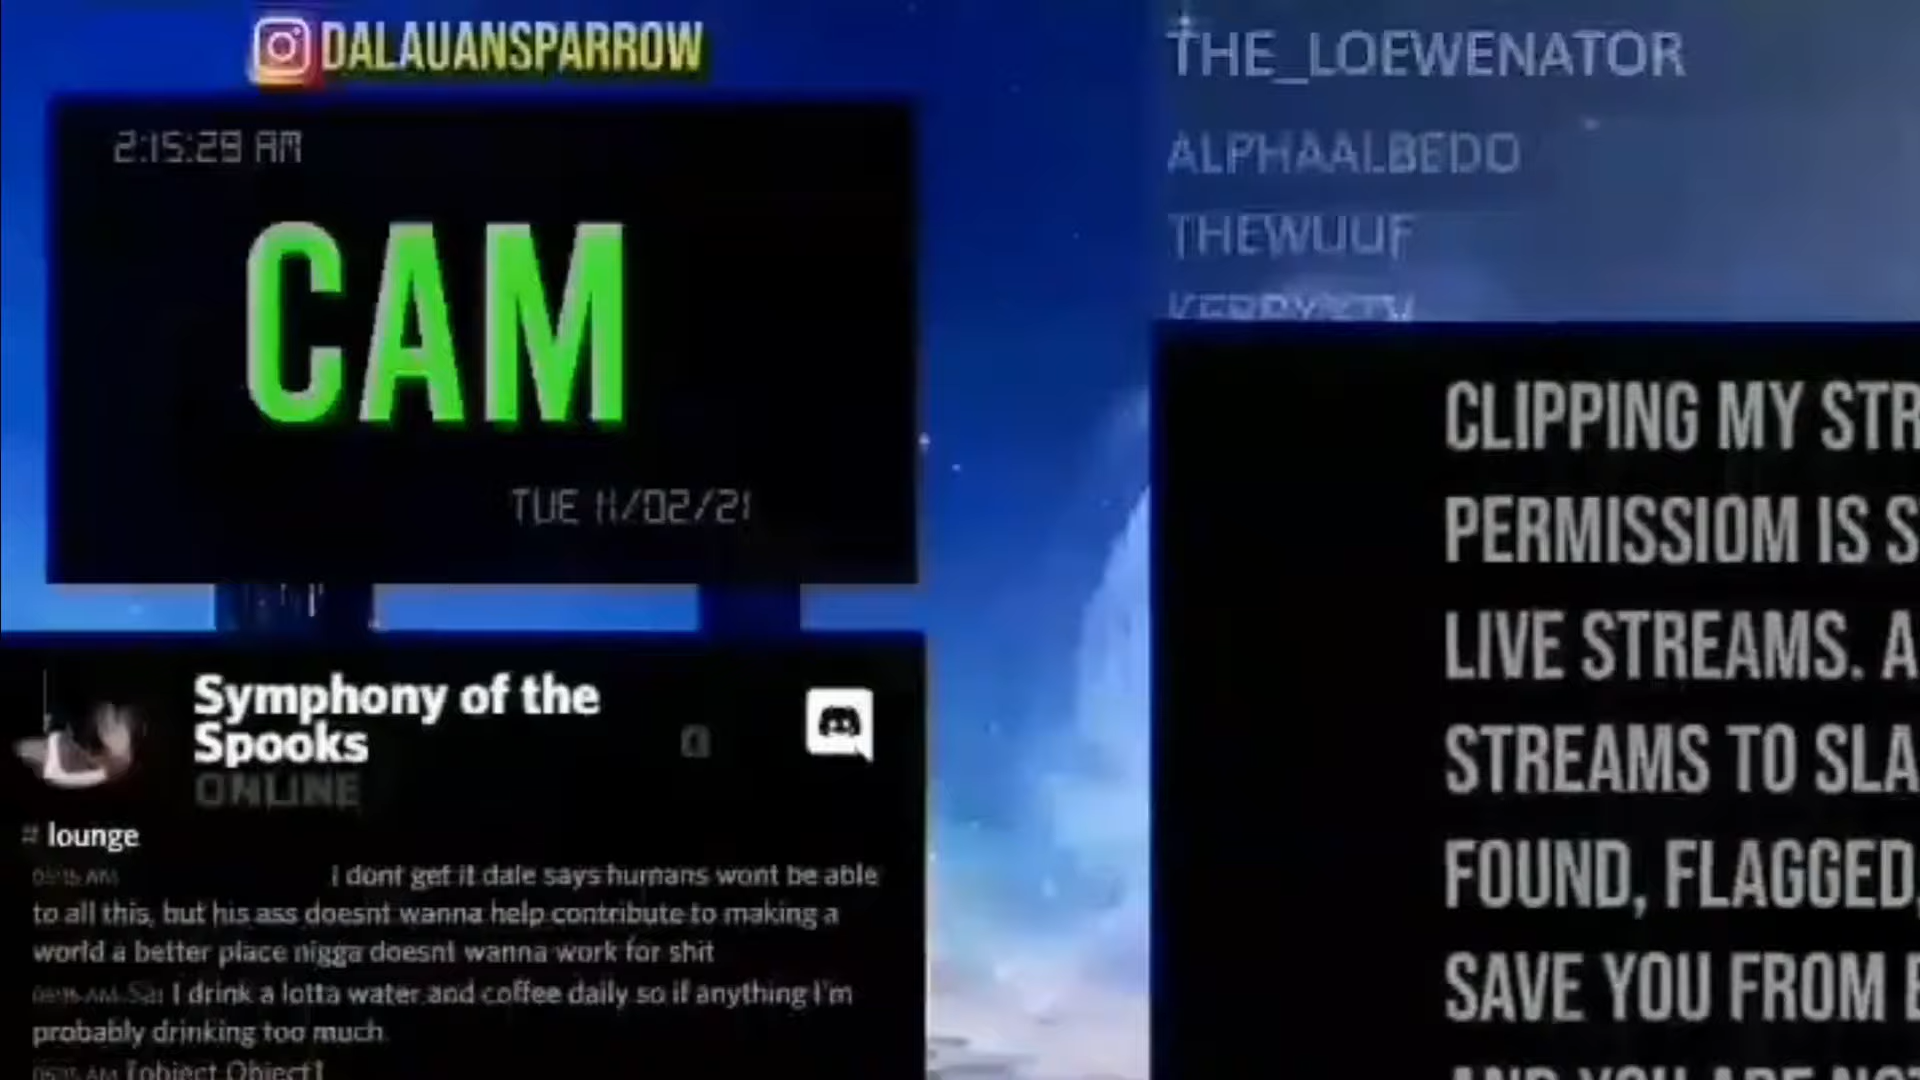 DALAUANSPARROW
2:15:29 AM
CAM
TUE 11/02/21
Symphony of the
Spooks
ONLINE
# lounge
I dont get it dale says humans wont be able
to all this, but his ass doesnt wanna help contribute to making a
world a better place nigga doesnt wanna work for shit
I drink a lotta water and coffee daily so if anything I'm
probably drinking too much
[object Object]
THE_LOEWENATOR
ALPHAALBEDO
THEWUUF
CLIPPING MY STR
PERMISSIOM IS S
LIVE STREAMS. A
STREAMS TO SLA
FOUND, FLAGGED,
SAVE YOU FROM
AND YOU ARE NOT